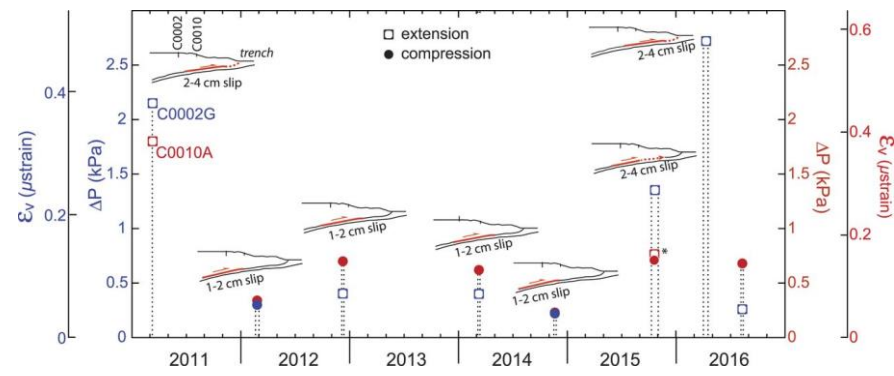 C0002
C0010
trench
2-4 cm slip
□ extension
● compression
2-4 cm slip
C0002G
C0010A
2-4 cm slip
*
1-2 cm slip
1-2 cm slip
1-2 cm slip
1-2 cm slip
εv (μstrain)
0.4
0.2
0
ΔP (kPa)
2.5
2
1.5
1
0.5
0
2.5
2
1.5
1
0.5
0
ΔP (kPa)
0.6
0.4
0.2
0.0
εv (μstrain)
2011 2012 2013 2014 2015 2016